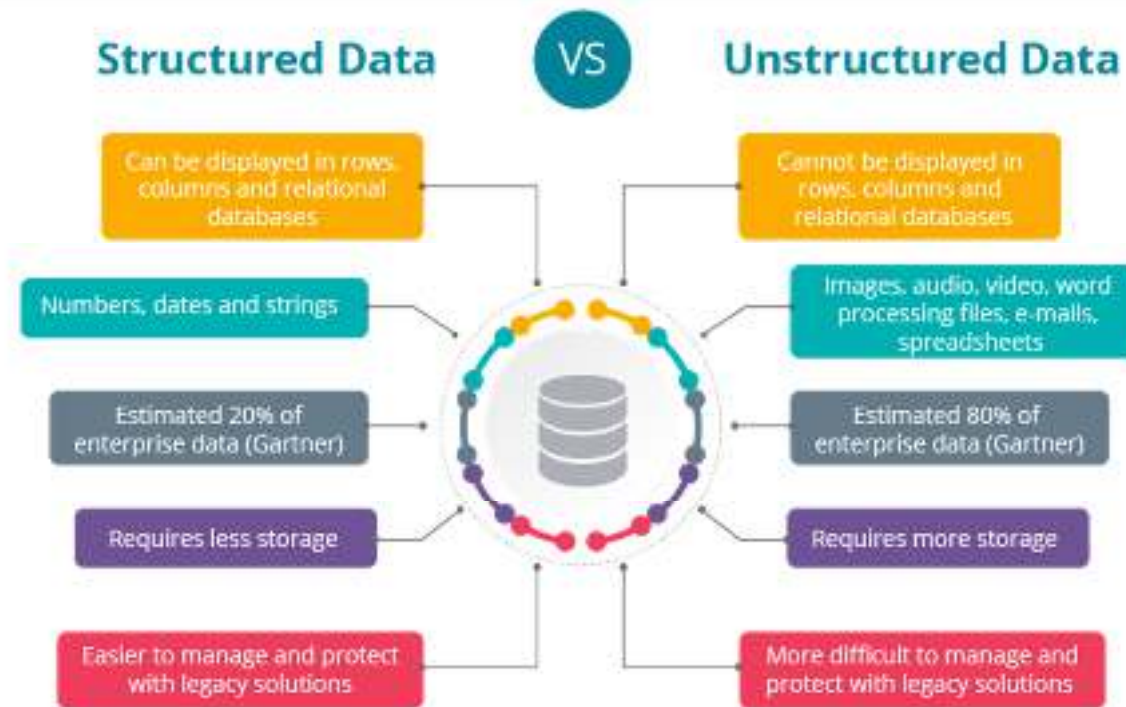 Structured Data
VS
Unstructured Data
Can be displayed in rows,
columns and relational
databases
Cannot be displayed in
rows, columns and
relational databases
Numbers, dates and strings
Images, audio, video, word
processing files, e-mails,
spreadsheets
Estimated 20% of
enterprise data (Gartner)
Estimated 80% of
enterprise data (Gartner)
Requires less storage
Requires more storage
Easier to manage and protect
with legacy solutions
More difficult to manage and
protect with legacy solutions